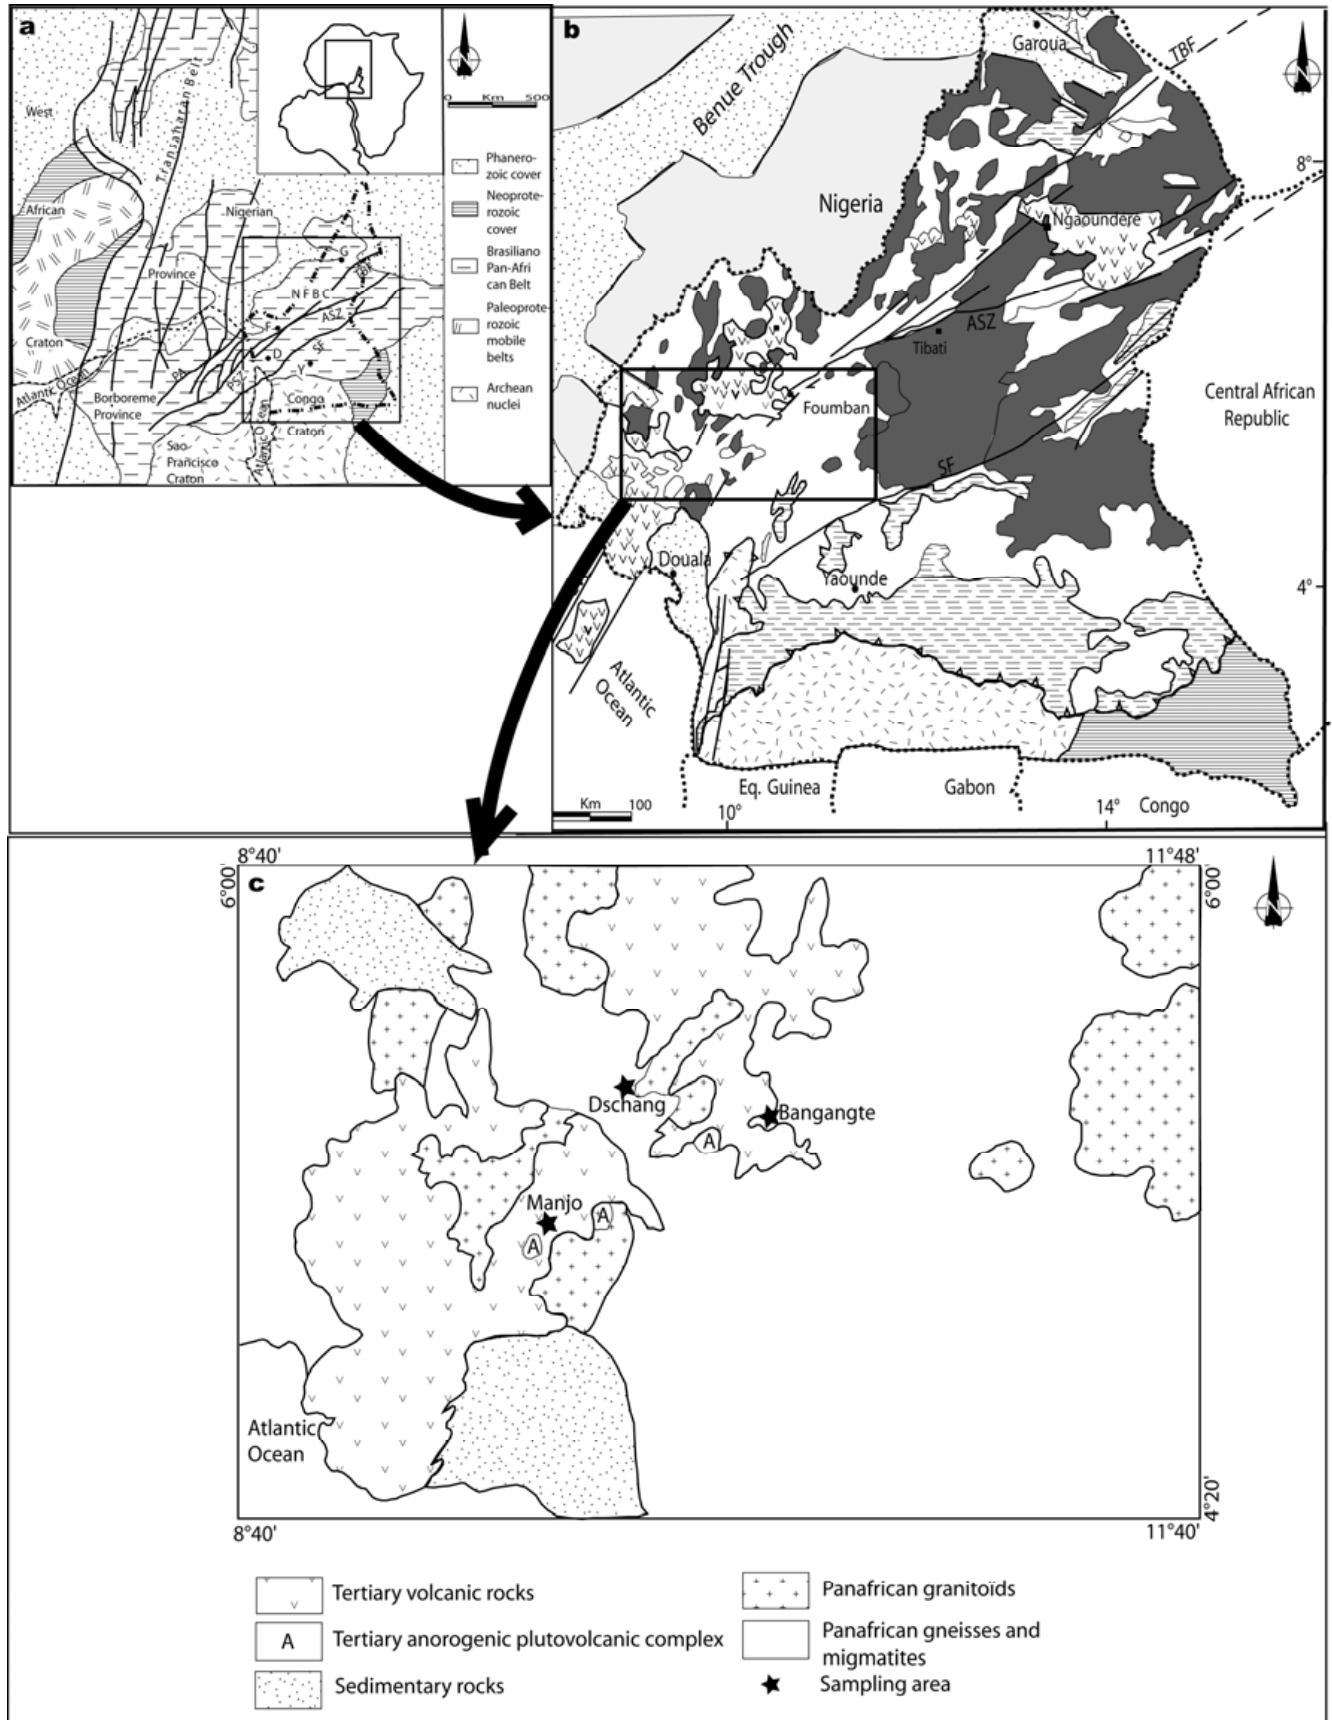 a
West
African
Craton
Transaharan Belt
Nigerian
Province
G
TBF
NFBC
ASZ
F
D
SF
Y
PA
PSZ
Atlantic Ocean
Borboreme
Province
Congo
Craton
Atlantic Ocean
Sao
Francisco
Craton
N
0 Km 500
Phanero-
zoic cover
Neoprote-
rozoic
cover
Brasiliano
Pan-Afri
can Belt
Paleoprote-
rozoic
mobile
belts
Archean
nuclei
b
Benue Trough
Garoua
TBF
N
8°
Nigeria
Ngaoundere
ASZ
Tibati
Foumban
Central African
Republic
SF
Douala
Yaounde
4°
Atlantic
Ocean
Eq. Guinea
Gabon
Congo
Km 100
10°
14°
8°40'
11°48'
6°00'
6°00'
c
N
Dschang
Bangangte
A
Manjo
A
A
Atlantic
Ocean
4°20'
8°40'
11°40'
Tertiary volcanic rocks
A Tertiary anorogenic plutovolcanic complex
Sedimentary rocks
Panafrican granitoïds
Panafrican gneisses and
migmatites
Sampling area